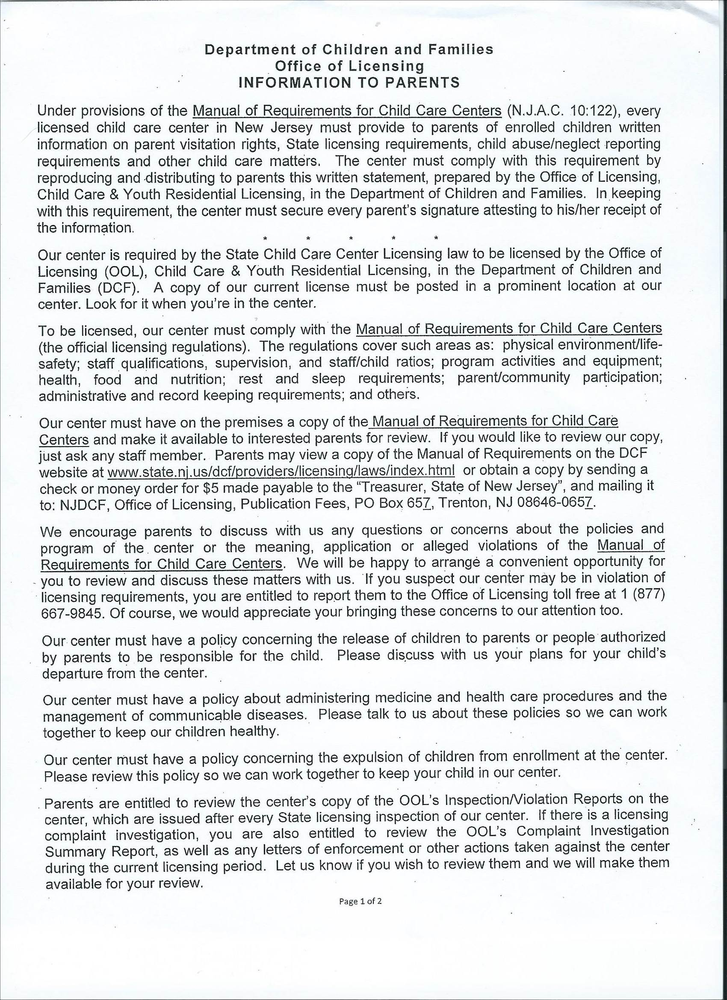 Department of Children and Families
Office of Licensing
INFORMATION TO PARENTS
Under provisions of the Manual of Requirements for Child Care Centers (N.J.A.C. 10:122), every
licensed child care center in New Jersey must provide to parents of enrolled children written
information on parent visitation rights, State licensing requirements, child abuse/neglect reporting
requirements and other child care matters. The center must comply with this requirement by
reproducing and distributing to parents this written statement, prepared by the Office of Licensing,
Child Care & Youth Residential Licensing, in the Department of Children and Families. In keeping
with this requirement, the center must secure every parent's signature attesting to his/her receipt of
the information.
* * * * *
Our center is required by the State Child Care Center Licensing law to be licensed by the Office of
Licensing (OOL), Child Care & Youth Residential Licensing, in the Department of Children and
Families (DCF). A copy of our current license must be posted in a prominent location at our
center. Look for it when you're in the center.
To be licensed, our center must comply with the Manual of Requirements for Child Care Centers
(the official licensing regulations). The regulations cover such areas as: physical environment/life-
safety; staff qualifications, supervision, and staff/child ratios; program activities and equipment;
health, food and nutrition; rest and sleep requirements; parent/community participation;
administrative and record keeping requirements; and others.
Our center must have on the premises a copy of the Manual of Requirements for Child Care
Centers and make it available to interested parents for review. If you would like to review our copy,
just ask any staff member. Parents may view a copy of the Manual of Requirements on the DCF
website at www.state.nj.us/dcf/providers/licensing/laws/index.html or obtain a copy by sending a
check or money order for $5 made payable to the “Treasurer, State of New Jersey”, and mailing it
to: NJDCF, Office of Licensing, Publication Fees, PO Box 657, Trenton, NJ 08646-0657.
We encourage parents to discuss with us any questions or concerns about the policies and
program of the center or the meaning, application or alleged violations of the Manual of
Requirements for Child Care Centers. We will be happy to arrange a convenient opportunity for
you to review and discuss these matters with us. If you suspect our center may be in violation of
licensing requirements, you are entitled to report them to the Office of Licensing toll free at 1 (877)
667-9845. Of course, we would appreciate your bringing these concerns to our attention too.
Our center must have a policy concerning the release of children to parents or people authorized
by parents to be responsible for the child. Please discuss with us your plans for your child's
departure from the center.
Our center must have a policy about administering medicine and health care procedures and the
management of communicable diseases. Please talk to us about these policies so we can work
together to keep our children healthy.
Our center must have a policy concerning the expulsion of children from enrollment at the center.
Please review this policy so we can work together to keep your child in our center.
Parents are entitled to review the center's copy of the OOL's Inspection/Violation Reports on the
center, which are issued after every State licensing inspection of our center. If there is a licensing
complaint investigation, you are also entitled to review the OOL's Complaint Investigation
Summary Report, as well as any letters of enforcement or other actions taken against the center
during the current licensing period. Let us know if you wish to review them and we will make them
available for your review.
Page 1 of 2